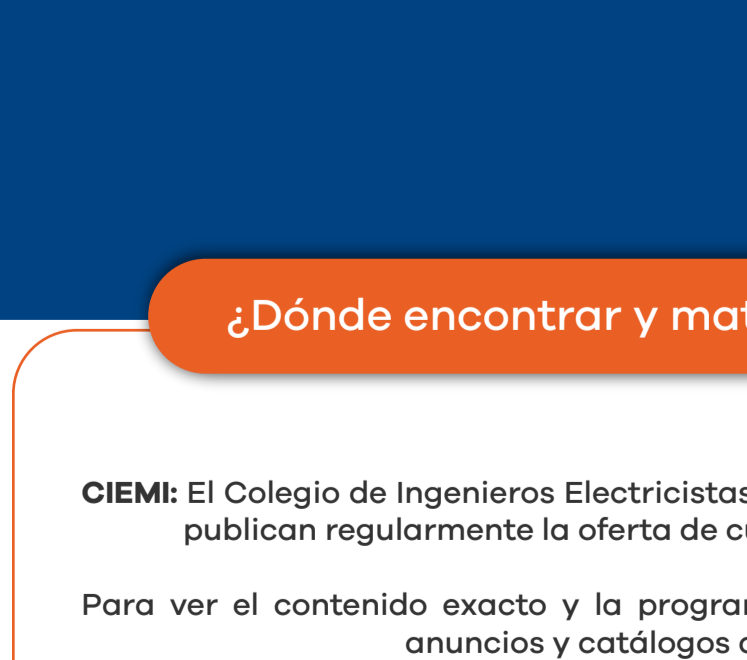 ¿Dónde encontrar y mat
CIEMI: El Colegio de Ingenieros Electricistas
publican regularmente la oferta de cu
Para ver el contenido exacto y la progra
anuncios y catálogos